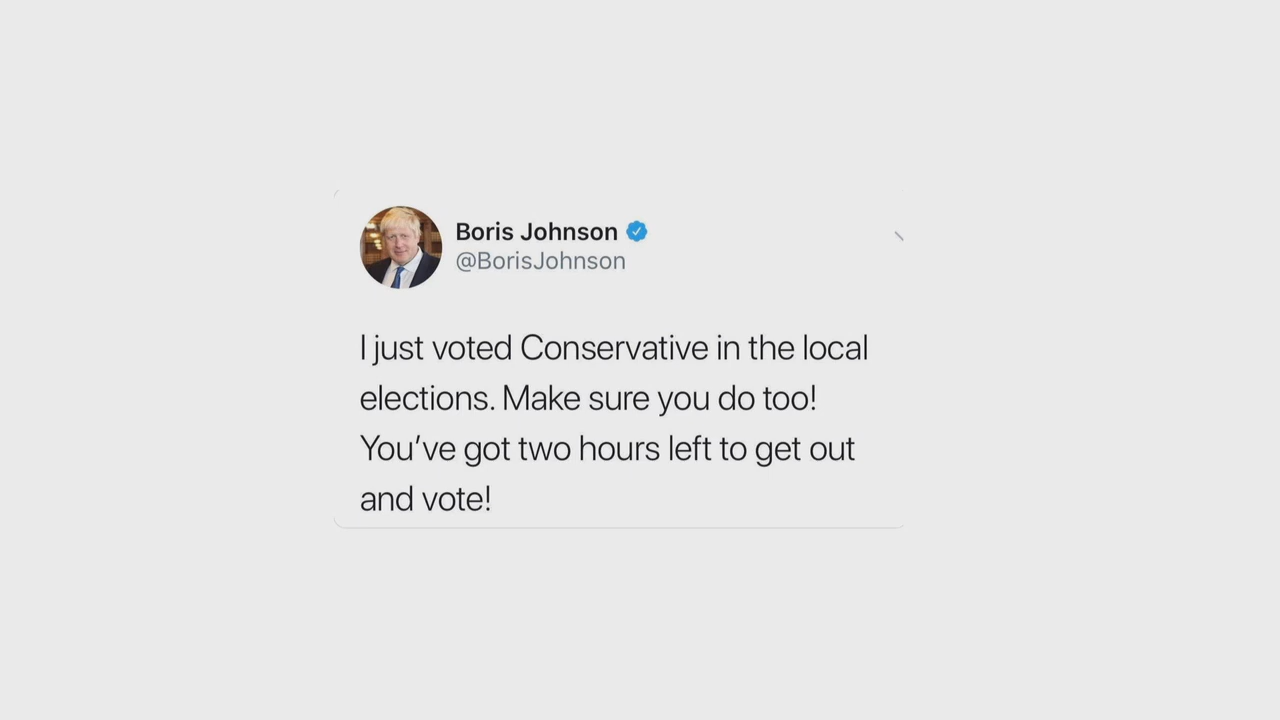 Boris Johnson
@BorisJohnson
I just voted Conservative in the local
elections. Make sure you do too!
You’ve got two hours left to get out
and vote!